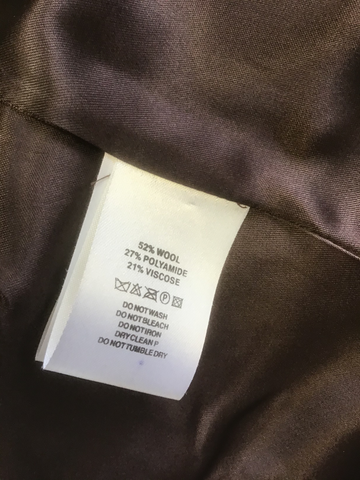 52% WOOL
27% POLYAMIDE
21% VISCOSE
P
DO NOT WASH
DO NOT BLEACH
DO NOT IRON
DRY CLEAN P
DO NOT TUMBLE DRY